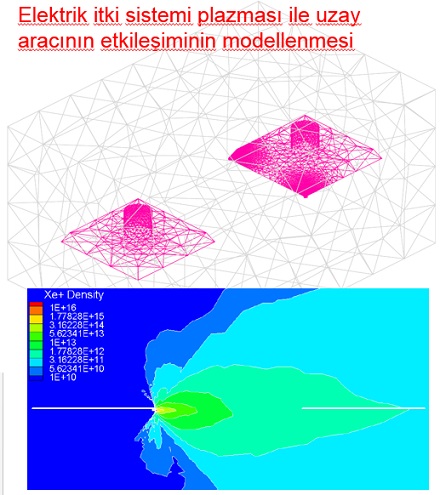 Elektrik itki sistemi plazması ile uzay
aracının etkileşiminin modellenmesi
Xe+ Density
1E+16
1.77828E+15
3.16228E+14
5.62341E+13
1E+13
1.77828E+12
3.16228E+11
5.62341E+10
1E+10